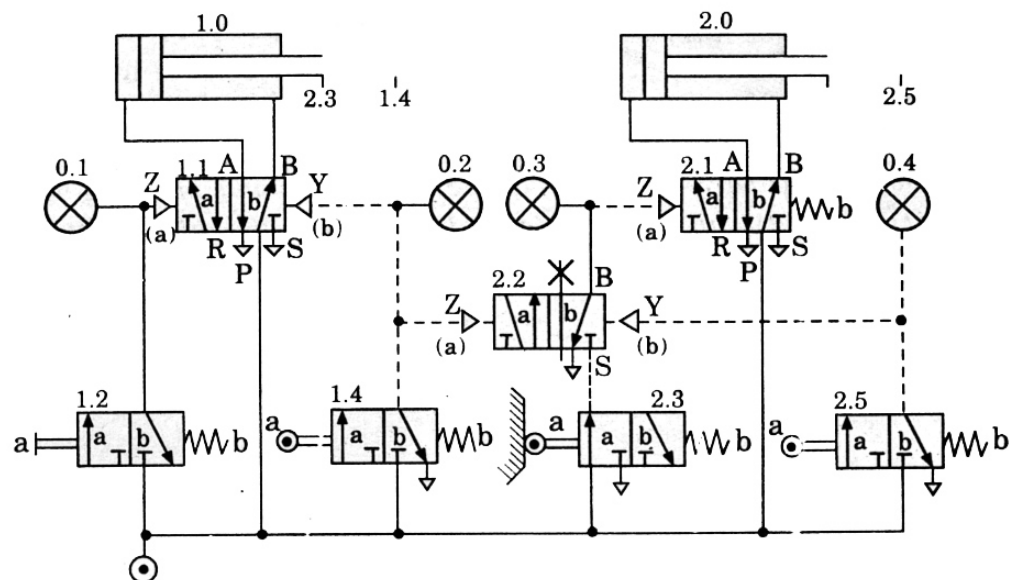 1.0 2.0
2.3 1.4 2.5
0.1 1.1 A B 0.2 0.3 2.1 A B 0.4
Z a b Y Z a b b
(a) R S (b) (a) R S
P P
2.2 B
Z a b Y
(a) S (b)
1.2 1.4 2.3 2.5
a a b b a a b b a a b a a b b